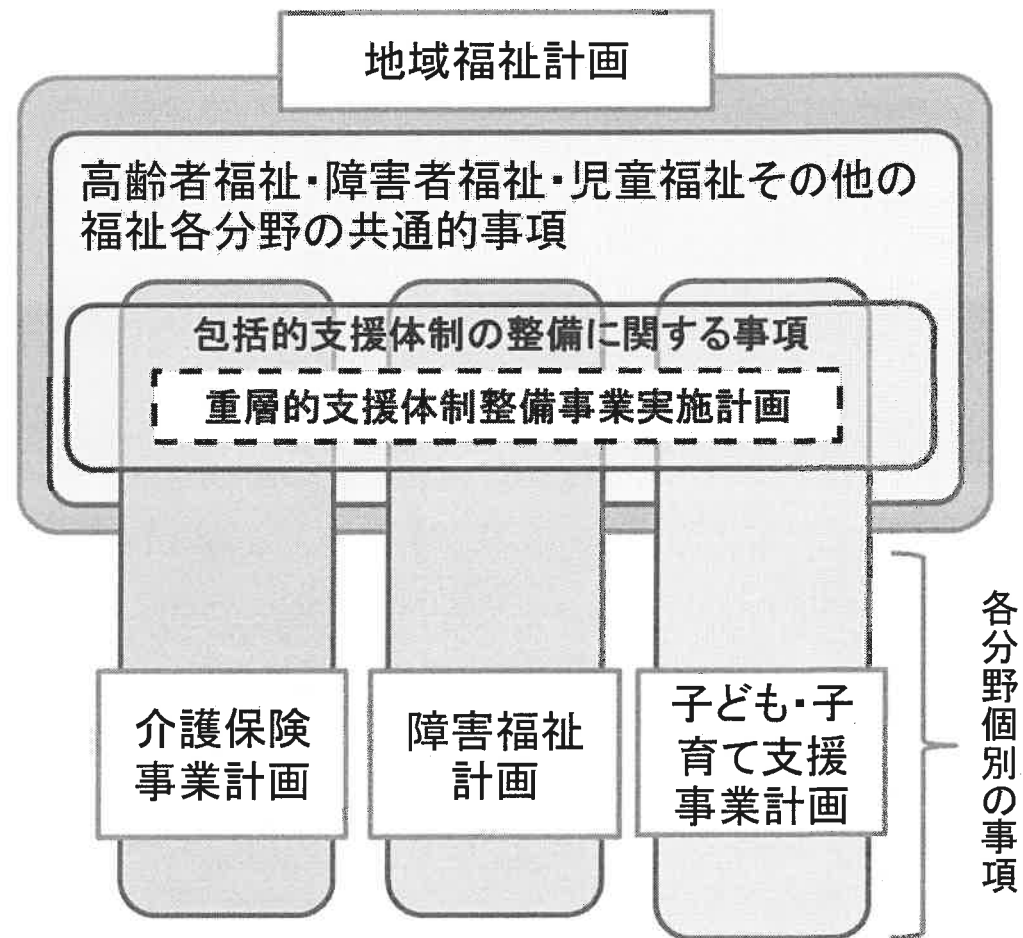 地域福祉計画
高齢者福祉・障害者福祉・児童福祉その他の
福祉各分野の共通的事項
包括的支援体制の整備に関する事項
重層的支援体制整備事業実施計画
介護保険
事業計画
障害福祉
計画
子ども・子
育て支援
事業計画
各分野個別の事項